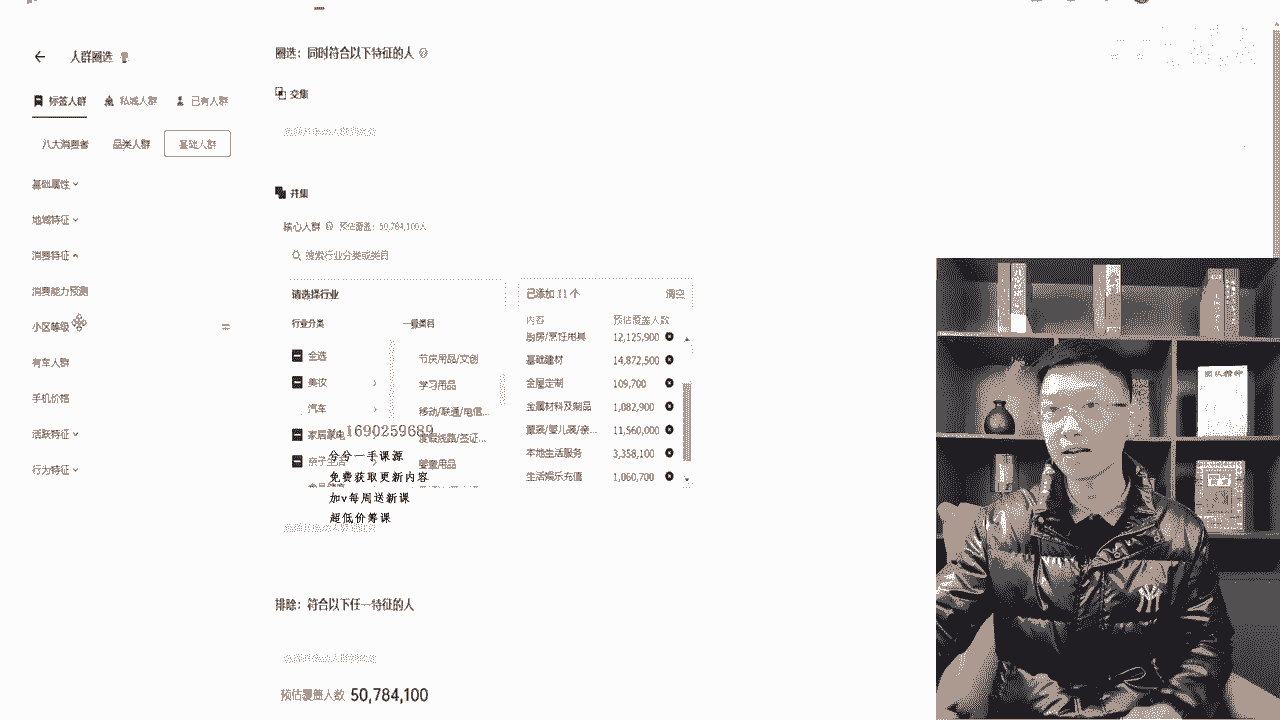 人群圈选
圈选：同时符合以下特征的人
标签人群 私域人群 已有人群
交集
八大消费者 品类人群 基础人群
基础属性
地域特征
消费特征
消费能力预测
小区等级
有车人群
手机价格
活跃特征
行为特征
并集
核心人群 预估覆盖：50,784,100人
搜索行业分类或类目
请选择行业
行业分类 一级类目
全选
美妆
汽车
家居家电
亲子生活
节庆用品/文创
学习用品
移动/联通/电信...
度假线路/签证...
婴童用品
已添加 11 个 清空
内容 预估覆盖人数
厨房/烹饪用具 12,125,900
基础建材 14,872,500
全屋定制 109,700
金属材料及制品 1,082,900
童装/婴儿装/亲... 11,560,000
本地生活服务 3,358,100
生活娱乐充值 1,060,700
1690259689
分分一手课源
免费获取更新内容
加v每周送新课
超低价筹课
排除：符合以下任一特征的人
预估覆盖人数 50,784,100
NY